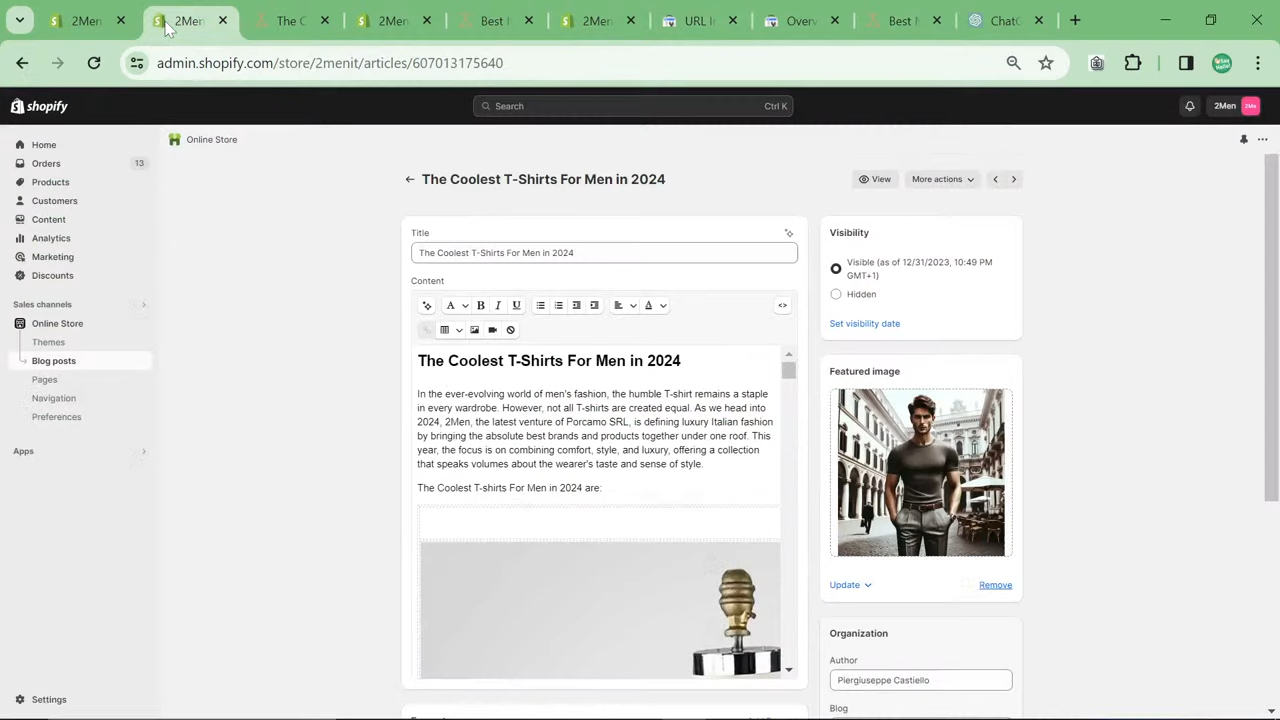 2Men
2Men
The C
2Men
Best I
2Men
URL I
Overv
Best M
ChatG
admin.shopify.com/store/2menit/articles/607013175640
shopify
Search
Ctrl K
2Men
2Me
Home
Orders
13
Products
Customers
Content
Analytics
Marketing
Discounts
Sales channels
Online Store
Themes
Blog posts
Pages
Navigation
Preferences
Apps
Settings
Online Store
The Coolest T-Shirts For Men in 2024
View
More actions
Title
The Coolest T-Shirts For Men in 2024
Content
A
B
I
U
A
<>
The Coolest T-Shirts For Men in 2024
In the ever-evolving world of men's fashion, the humble T-shirt remains a staple
in every wardrobe. However, not all T-shirts are created equal. As we head into
2024, 2Men, the latest venture of Porcamo SRL, is defining luxury Italian fashion
by bringing the absolute best brands and products together under one roof. This
year, the focus is on combining comfort, style, and luxury, offering a collection
that speaks volumes about the wearer's taste and sense of style.
The Coolest T-shirts For Men in 2024 are:
Visibility
Visible (as of 12/31/2023, 10:49 PM
GMT+1)
Hidden
Set visibility date
Featured image
Update
Remove
Organization
Author
Piergiuseppe Castiello
Blog